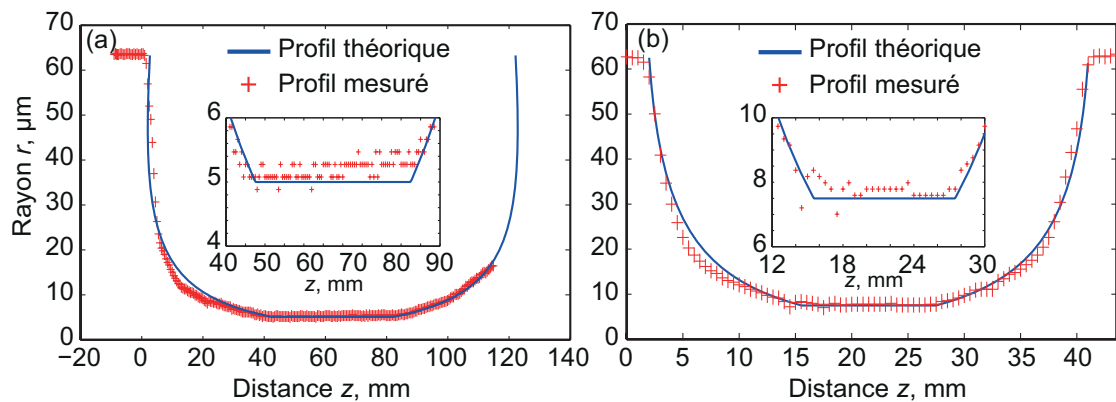 (a)
Profil théorique
Profil mesuré
Rayon r, µm
70
60
50
40
30
20
10
0
−20 0 20 40 60 80 100 120 140
Distance z, mm
6
5
4
40 50 60 70 80 90
z, mm
(b)
Profil théorique
Profil mesuré
70
60
50
40
30
20
10
0
0 5 10 15 20 25 30 35 40
Distance z, mm
10
8
6
12 18 24 30
z, mm